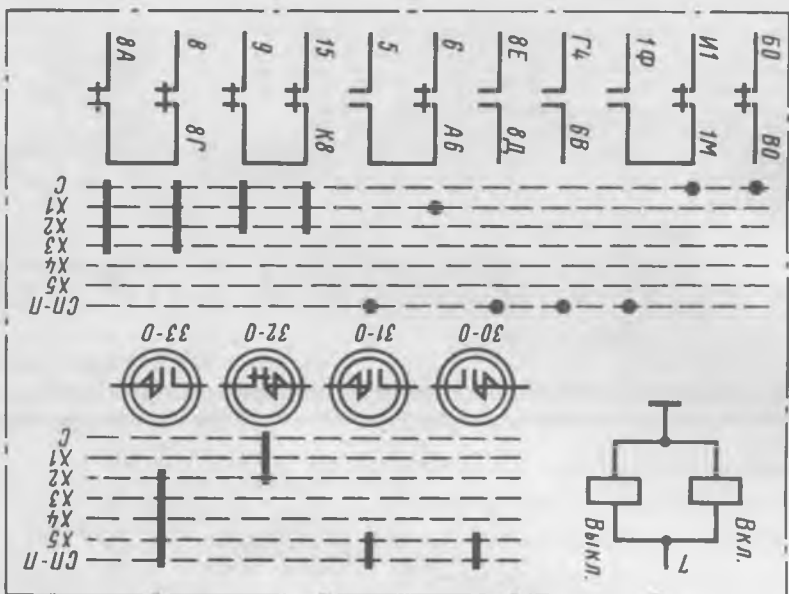 8А
8
9
15
5
6
8Е
Г4
1Ф
И1
60
8Г
К8
А6
8Д
6В
1М
В0
С
Х1
Х2
Х3
Х4
Х5
СП-П
33-0
32-0
31-0
30-0
С
Х1
Х2
Х3
Х4
Х5
СП-П
Выкл.
7
Вкл.